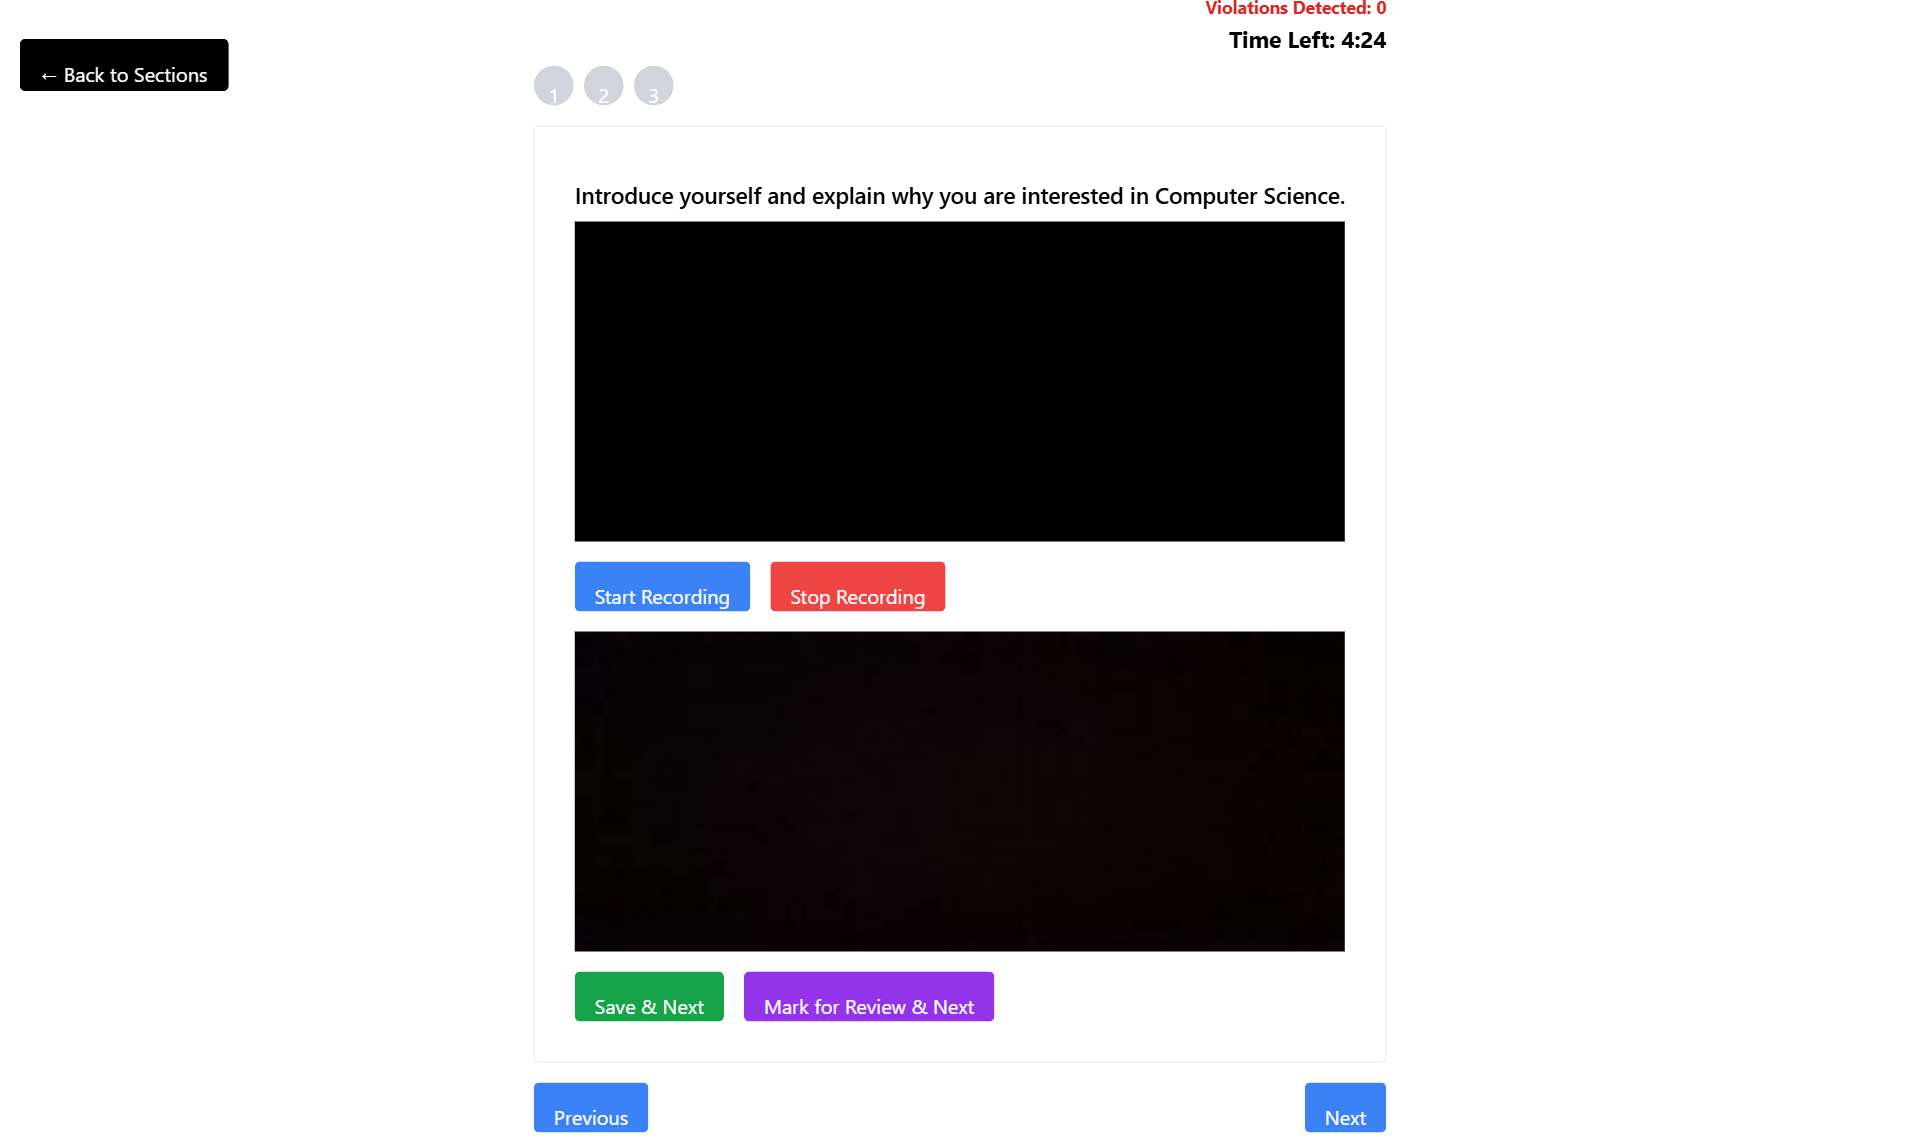 Violations Detected: 0
Time Left: 4:24
← Back to Sections
1 2 3
Introduce yourself and explain why you are interested in Computer Science.
Start Recording Stop Recording
Save & Next Mark for Review & Next
Previous Next